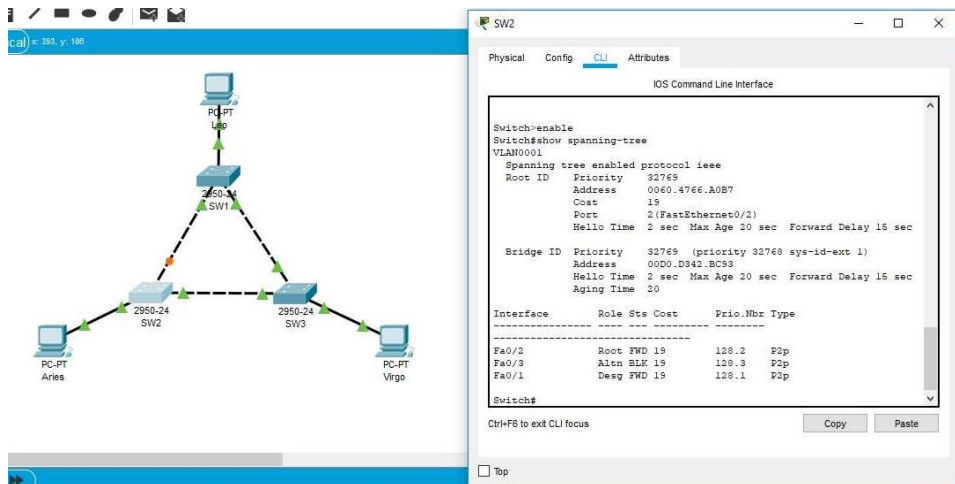 cal) x: 393, y: 186
PC-PT
Leo
2950-24
SW1
2950-24
SW2
2950-24
SW3
PC-PT
Aries
PC-PT
Virgo
SW2
Physical Config CLI Attributes
IOS Command Line Interface
Switch>enable
Switch#show spanning-tree
VLAN0001
Spanning tree enabled protocol ieee
Root ID Priority 32769
Address 0060.4766.A0B7
Cost 19
Port 2(FastEthernet0/2)
Hello Time 2 sec Max Age 20 sec Forward Delay 15 sec
Bridge ID Priority 32769 (priority 32768 sys-id-ext 1)
Address 00D0.D342.BC93
Hello Time 2 sec Max Age 20 sec Forward Delay 15 sec
Aging Time 20
Interface Role Sts Cost Prio.Nbr Type
---------------- ---- --- --------- -------- 
--------------------------------
Fa0/2 Root FWD 19 128.2 P2p
Fa0/3 Altn BLK 19 128.3 P2p
Fa0/1 Desg FWD 19 128.1 P2p
Switch#
Ctrl+F6 to exit CLI focus
Copy Paste
Top